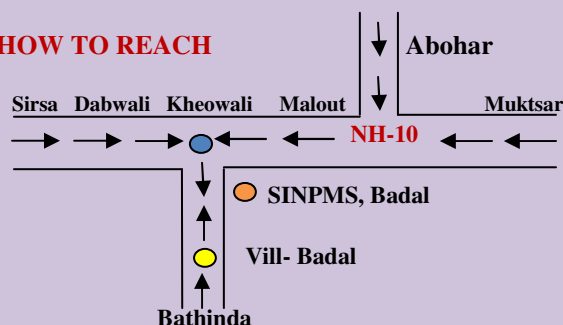 HOW TO REACH
Abohar
Sirsa Dabwali Kheowali Malout Muktsar
NH-10
SINPMS, Badal
Vill- Badal
Bathinda